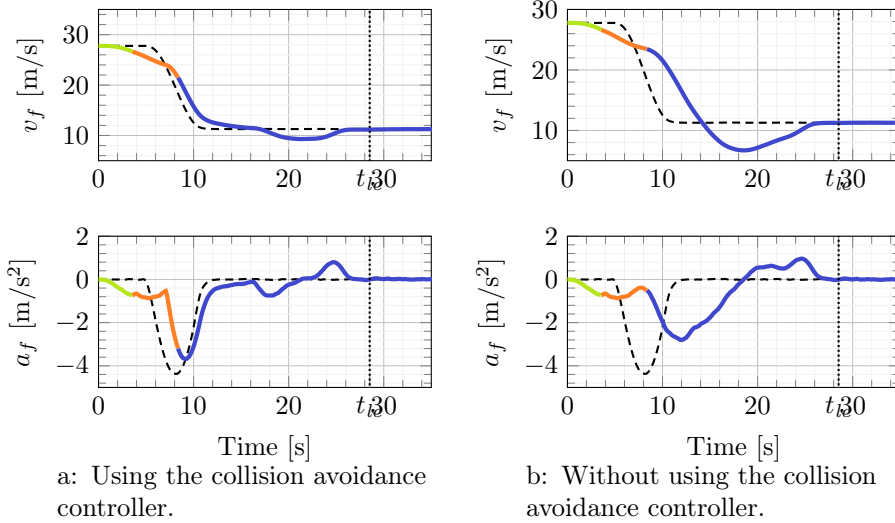 30
20
10
v_f [m/s]
0 10 20 t_le 30
30
20
10
v_f [m/s]
0 10 20 t_le 30
2
0
−2
−4
a_f [m/s²]
0 10 20 t_le 30
Time [s]
2
0
−2
−4
a_f [m/s²]
0 10 20 t_le 30
Time [s]
a: Using the collision avoidance
controller.
b: Without using the collision
avoidance controller.